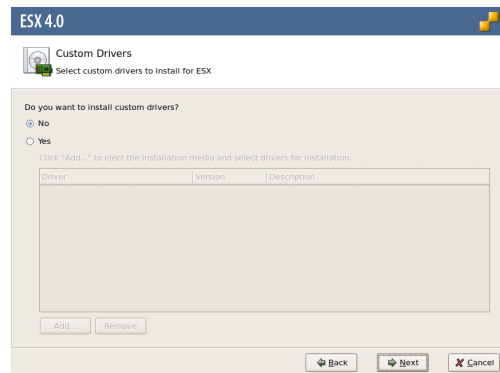 ESX 4.0
Custom Drivers
Select custom drivers to install for ESX
Do you want to install custom drivers?
No
Yes
Click "Add..." to eject the installation media and select drivers for installation.
Driver Version Description
Add... Remove
Back Next Cancel